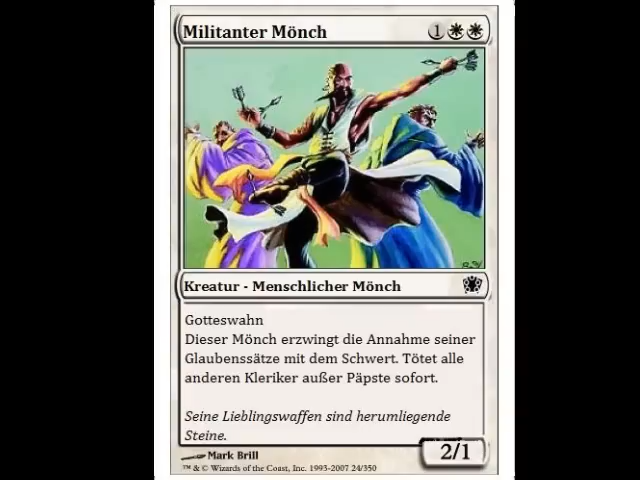 Militanter Mönch
1
Kreatur - Menschlicher Mönch
Gotteswahn
Dieser Mönch erzwingt die Annahme seiner
Glaubenssätze mit dem Schwert. Tötet alle
anderen Kleriker außer Päpste sofort.
Seine Lieblingswaffen sind herumliegende
Steine.
2/1
Mark Brill
™ & © Wizards of the Coast, Inc. 1993-2007 24/350